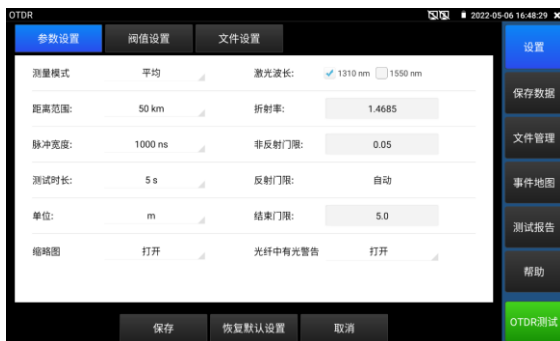 OTDR 2022-05-06 16:48:29
参数设置 阀值设置 文件设置
测量模式 平均 激光波长: 1310 nm 1550 nm
距离范围: 50 km 折射率: 1.4685
脉冲宽度: 1000 ns 非反射门限: 0.05
测试时长: 5 s 反射门限: 自动
单位: m 结束门限: 5.0
缩略图 打开 光纤中有光警告 打开
保存 恢复默认设置 取消
设置
保存数据
文件管理
事件地图
测试报告
帮助
OTDR测试